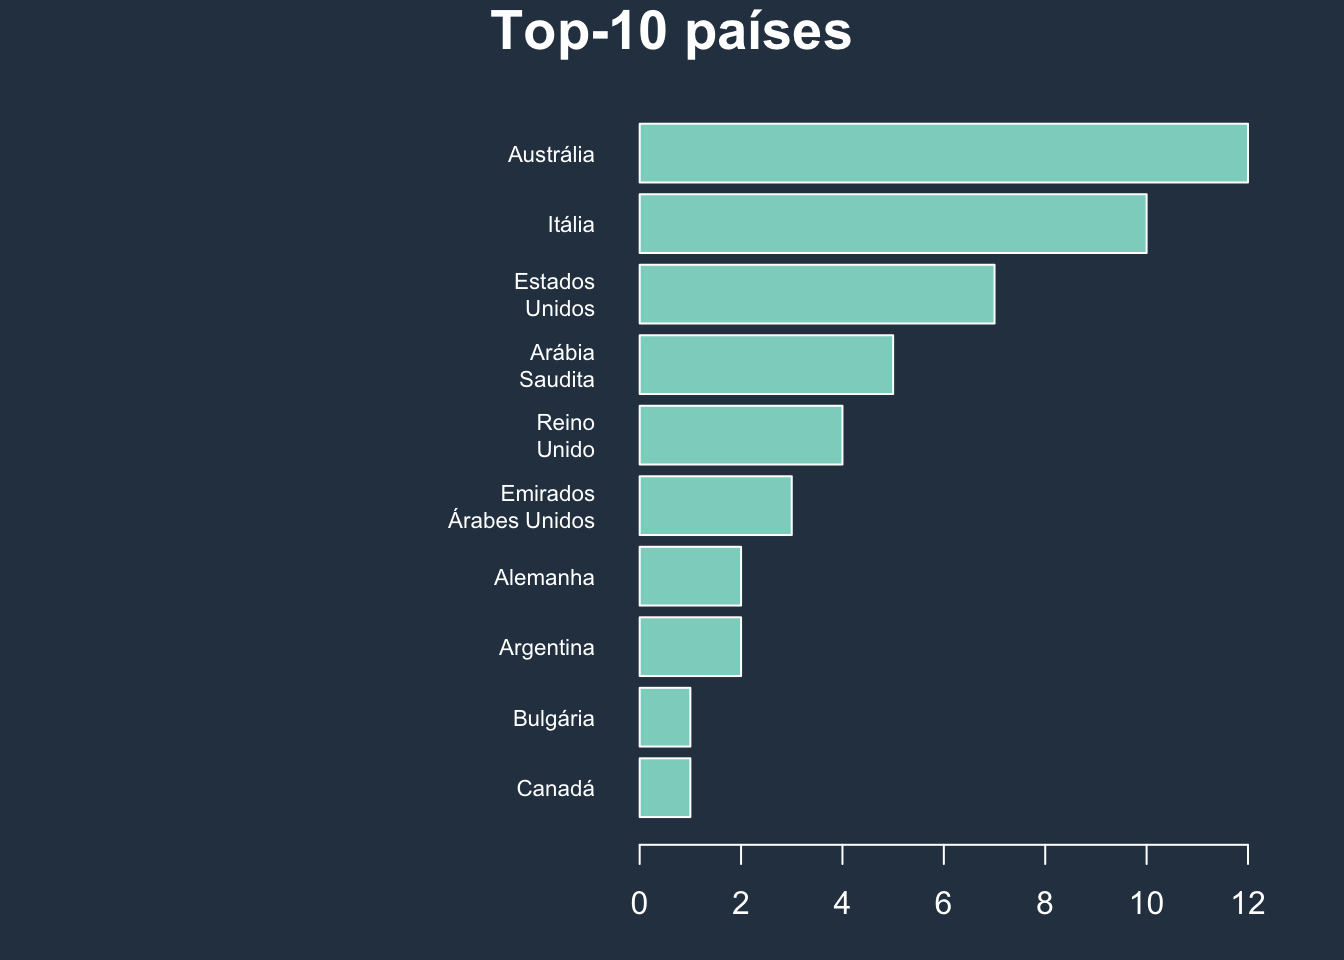 Top-10 países
Austrália
Itália
Estados
Unidos
Arábia
Saudita
Reino
Unido
Emirados
Árabes Unidos
Alemanha
Argentina
Bulgária
Canadá
0 2 4 6 8 10 12